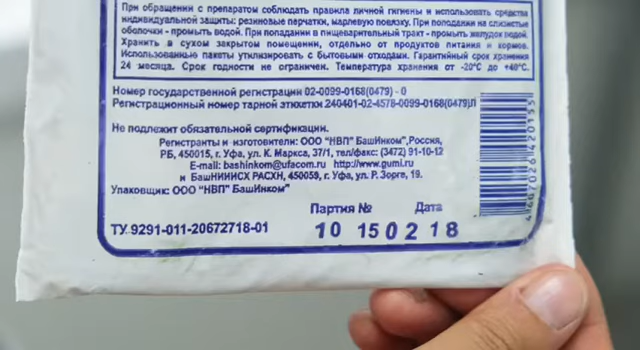 При обращении с препаратом соблюдать правила личной гигиены и использовать средства
индивидуальной защиты: резиновые перчатки, марлевую повязку. При попадании на слизистые
оболочки - промыть водой. При попадании в пищеварительный тракт - промыть желудок водой.
Хранить в сухом закрытом помещении, отдельно от продуктов питания и кормов.
Использованные пакеты утилизировать с бытовыми отходами. Гарантийный срок хранения
24 месяца. Срок годности не ограничен. Температура хранения от -20°С до +40°С.
Номер государственной регистрации 02-0099-0168(0479) - 0
Регистрационный номер тарной этикетки 240401-02-4578-0099-0168(0479)Л
Не подлежит обязательной сертификации.
Регистранты и изготовители: ООО "НВП" БашИнком",Россия,
РБ, 450015, г. Уфа, ул. К. Маркса, 37/1, тел/факс: (3472) 91-10-12
E-mail: bashinkom@ufacom.ru http://www.gumi.ru
и БашНИИСХ РАСХН, 450059, г. Уфа, ул. Р. Зорге, 19.
Упаковщик: ООО "НВП" БашИнком"
Партия № Дата
ТУ 9291-011-20672718-01 10 150218
4667026420155